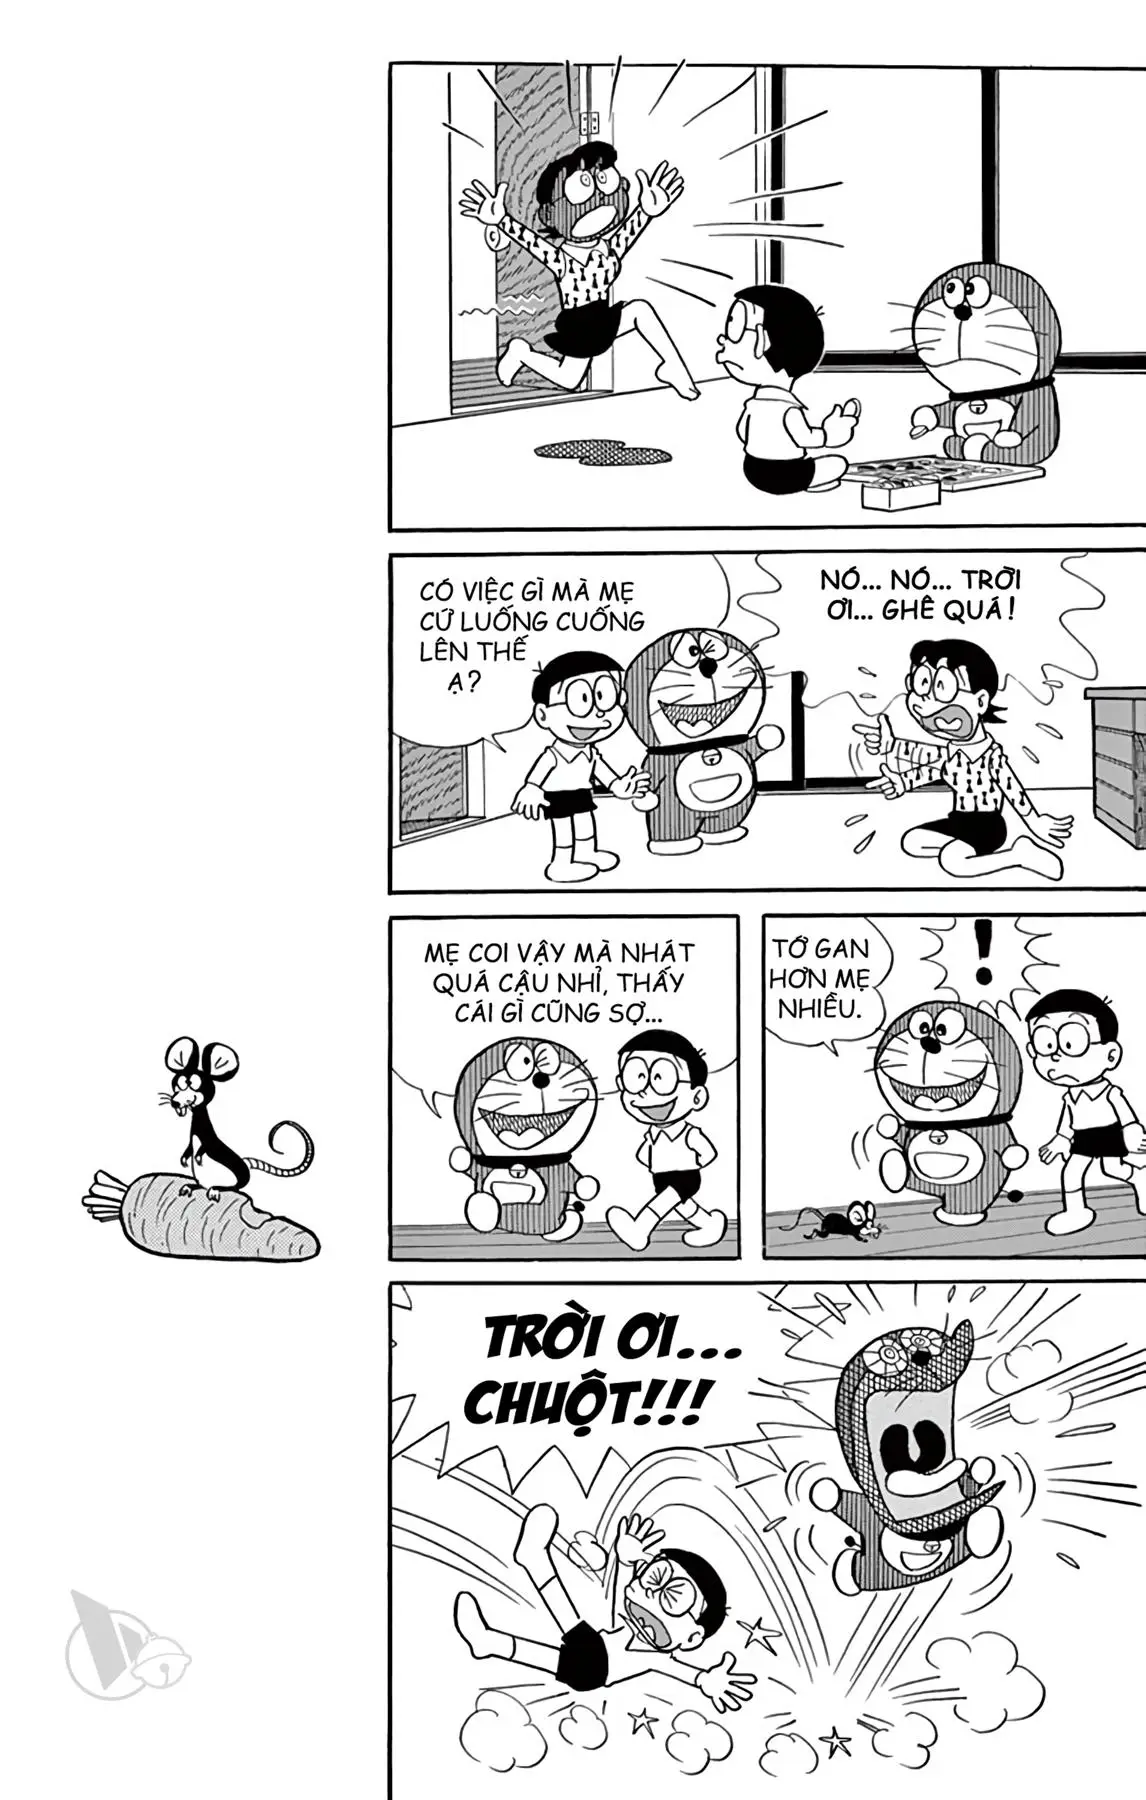 CÓ VIỆC GÌ MÀ MẸ
CỨ LUỐNG CUỐNG
LÊN THẾ
Ạ?
NÓ... NÓ... TRỜI
ƠI... GHÊ QUÁ!
MẸ COI VẬY MÀ NHÁT
QUÁ CẬU NHỈ, THẤY
CÁI GÌ CŨNG SỢ...
TỚ GAN
HƠN MẸ
NHIỀU.
!
TRỜI ƠI...
CHUỘT!!!